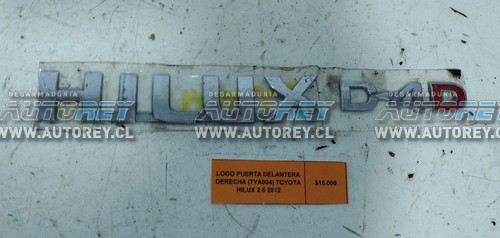 HILUX D-4D
DESARMADURIA
AUTOREY
WWW.AUTOREY.CL
DESARMADURIA
AUTOREY
WWW.AUTOREY.CL
DESARMADURIA
AUTOREY
WWW.AUTOREY.CL
LOGO PUERTA DELANTERA
DERECHA (TYA004) TOYOTA
HILUX 2.5 2012
$15.000